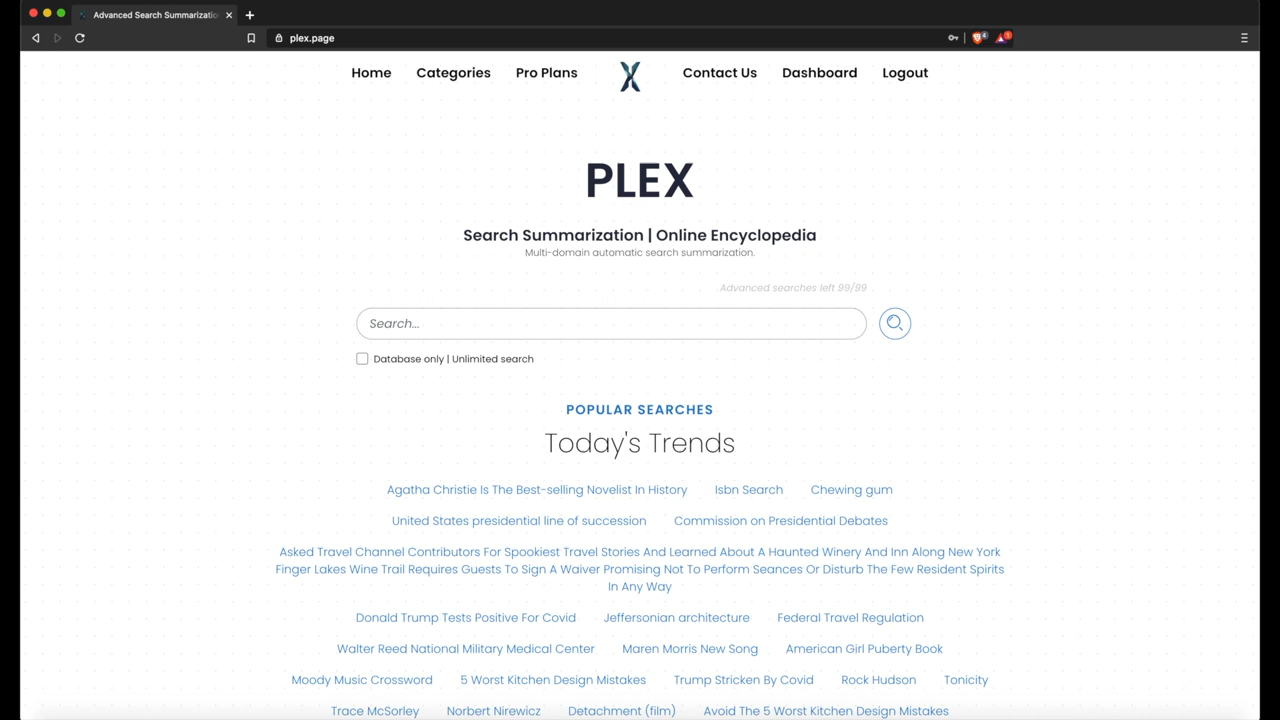 Advanced Search Summarizatio
plex.page
4
1
Home Categories Pro Plans Contact Us Dashboard Logout
PLEX
Search Summarization | Online Encyclopedia
Multi-domain automatic search summarization.
Advanced searches left 99/99
Search...
Database only | Unlimited search
POPULAR SEARCHES
Today's Trends
Agatha Christie Is The Best-selling Novelist In History Isbn Search Chewing gum
United States presidential line of succession Commission on Presidential Debates
Asked Travel Channel Contributors For Spookiest Travel Stories And Learned About A Haunted Winery And Inn Along New York
Finger Lakes Wine Trail Requires Guests To Sign A Waiver Promising Not To Perform Seances Or Disturb The Few Resident Spirits
In Any Way
Donald Trump Tests Positive For Covid Jeffersonian architecture Federal Travel Regulation
Walter Reed National Military Medical Center Maren Morris New Song American Girl Puberty Book
Moody Music Crossword 5 Worst Kitchen Design Mistakes Trump Stricken By Covid Rock Hudson Tonicity
Trace McSorley Norbert Nirewicz Detachment (film) Avoid The 5 Worst Kitchen Design Mistakes